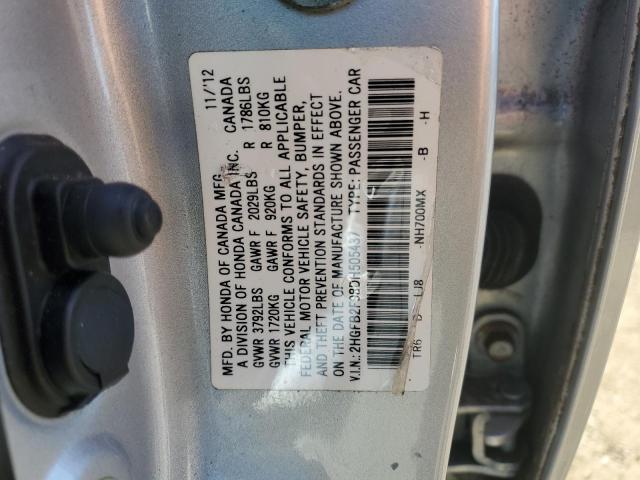 MFD. BY HONDA OF CANADA MFG. 11/12
A DIVISION OF HONDA CANADA INC. CANADA
GVWR 3792LBS GAWR F 2029LBS R 1786LBS
GVWR 1720KG GAWR F 920KG R 810KG
THIS VEHICLE CONFORMS TO ALL APPLICABLE
FEDERAL MOTOR VEHICLE SAFETY, BUMPER,
AND THEFT PREVENTION STANDARDS IN EFFECT
ON THE DATE OF MANUFACTURE SHOWN ABOVE.
V.I.N.: TYPE: PASSENGER CAR
TR6 D LJ8 -NH700MX -B -H